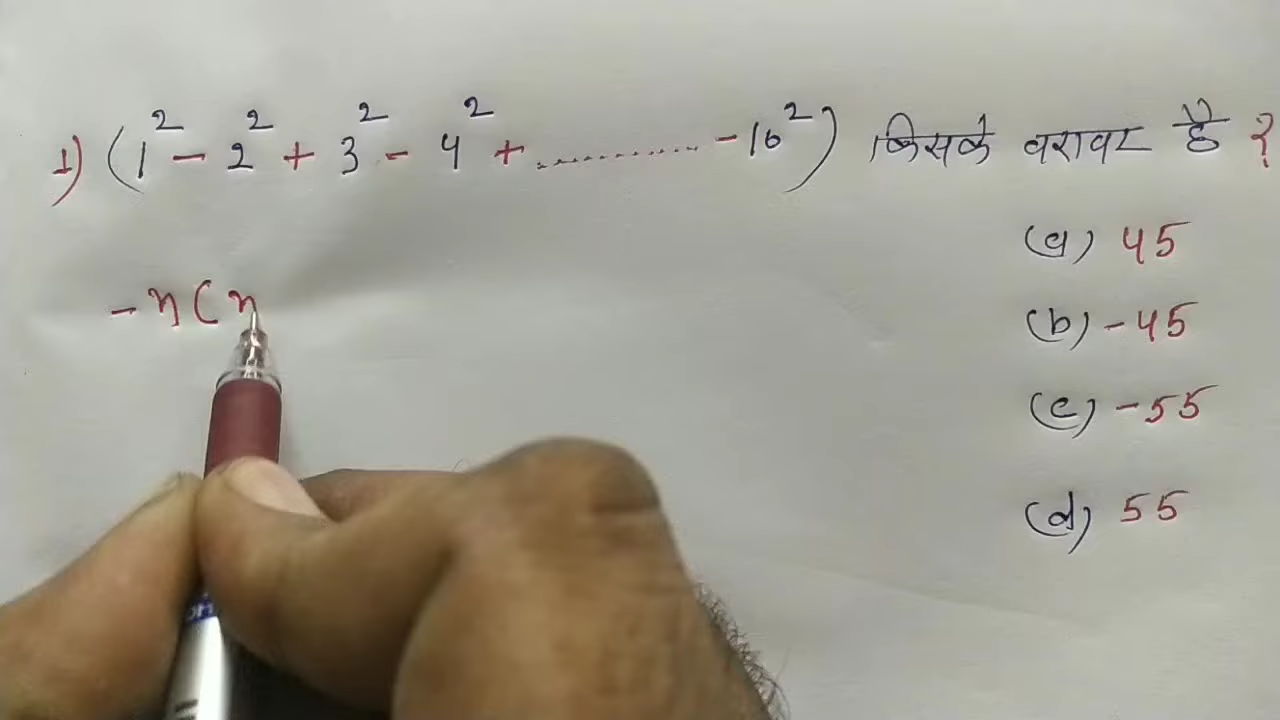 1) (1² - 2² + 3² - 4² + ........... - 10²) किसके बराबर है ?
(a) 45
(b) -45
(c) -55
(d) 55
-n(n